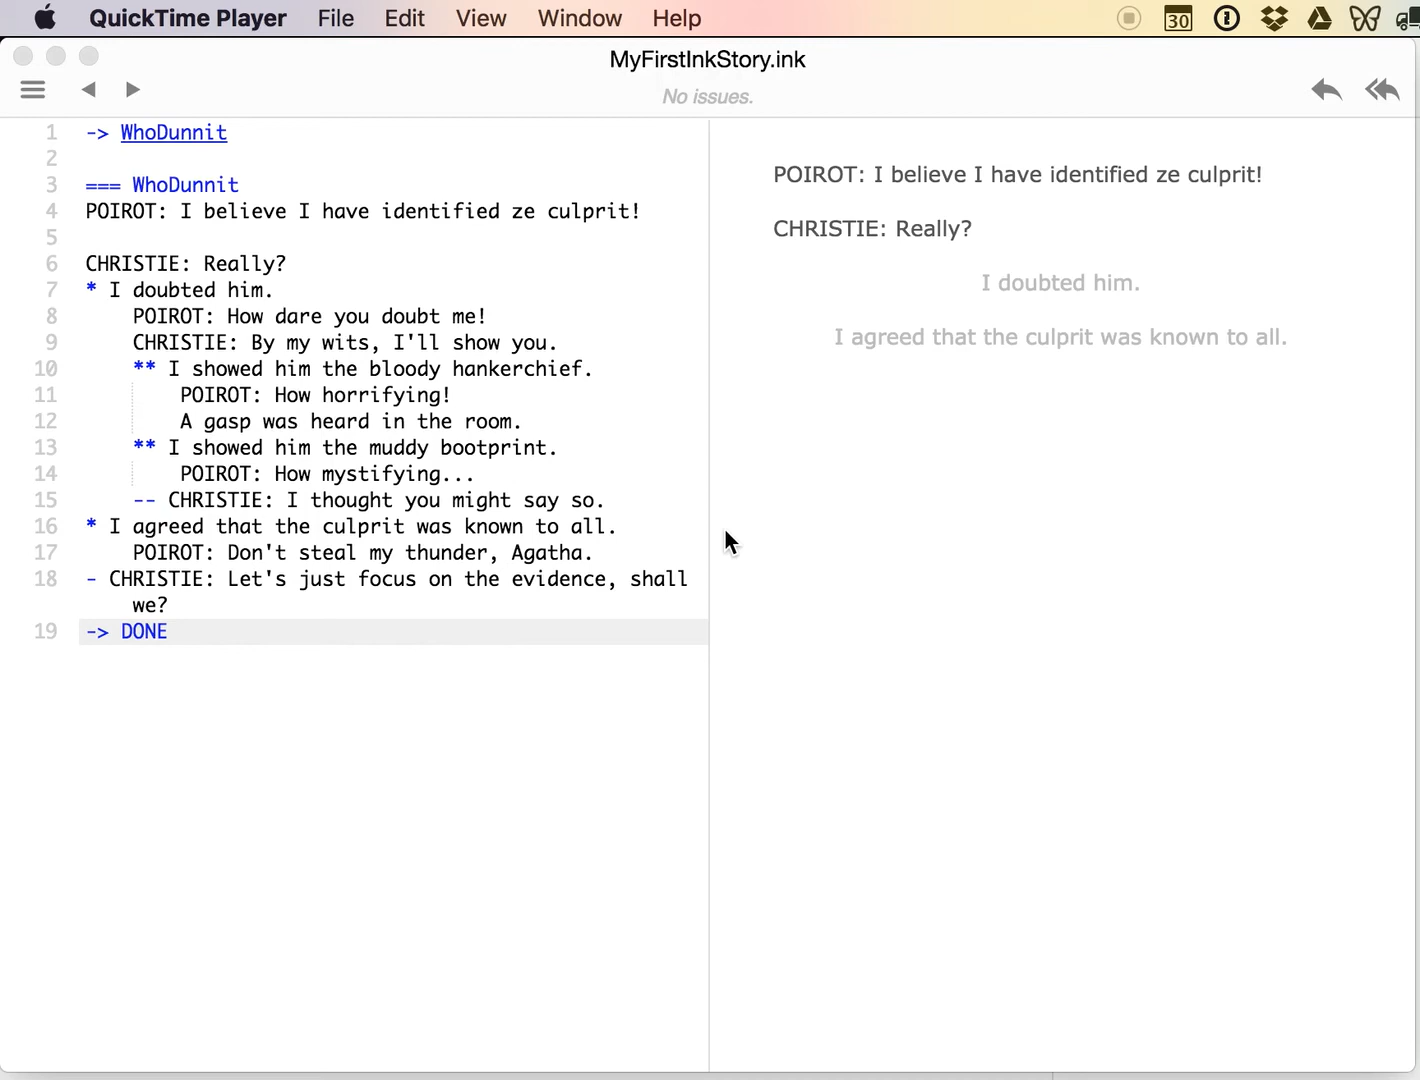 QuickTime Player File Edit View Window Help 30
MyFirstInkStory.ink
No issues.
1 -> WhoDunnit
2
3 === WhoDunnit
4 POIROT: I believe I have identified ze culprit!
5
6 CHRISTIE: Really?
7 * I doubted him.
8 POIROT: How dare you doubt me!
9 CHRISTIE: By my wits, I'll show you.
10 ** I showed him the bloody hankerchief.
11 POIROT: How horrifying!
12 A gasp was heard in the room.
13 ** I showed him the muddy bootprint.
14 POIROT: How mystifying...
15 -- CHRISTIE: I thought you might say so.
16 * I agreed that the culprit was known to all.
17 POIROT: Don't steal my thunder, Agatha.
18 - CHRISTIE: Let's just focus on the evidence, shall
we?
19 -> DONE
POIROT: I believe I have identified ze culprit!
CHRISTIE: Really?
I doubted him.
I agreed that the culprit was known to all.